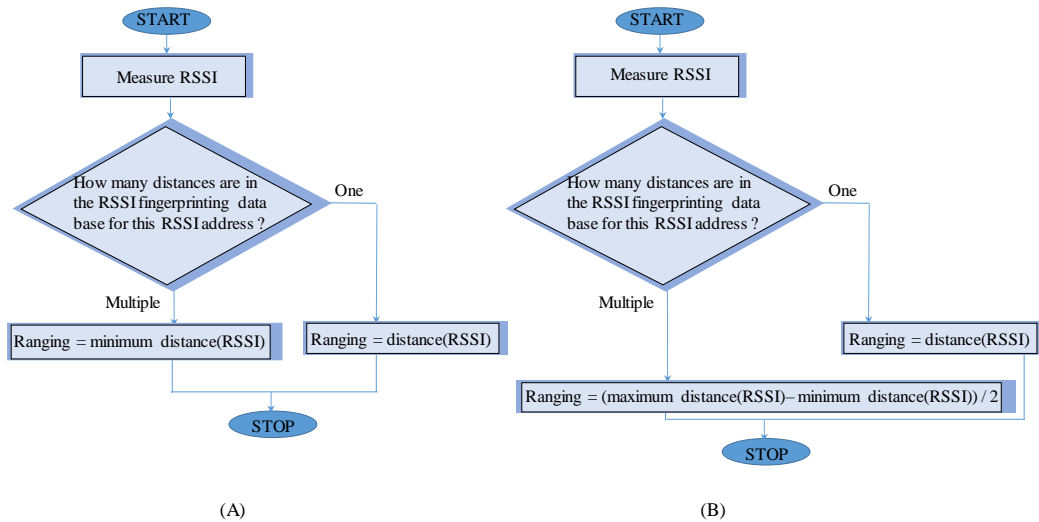 START
Measure RSSI
How many distances are in
the RSSI fingerprinting data
base for this RSSI address ?
One
Multiple
Ranging = minimum distance(RSSI)
Ranging = distance(RSSI)
STOP
(A)
START
Measure RSSI
How many distances are in
the RSSI fingerprinting data
base for this RSSI address ?
One
Multiple
Ranging = distance(RSSI)
Ranging = (maximum distance(RSSI)– minimum distance(RSSI)) / 2
STOP
(B)